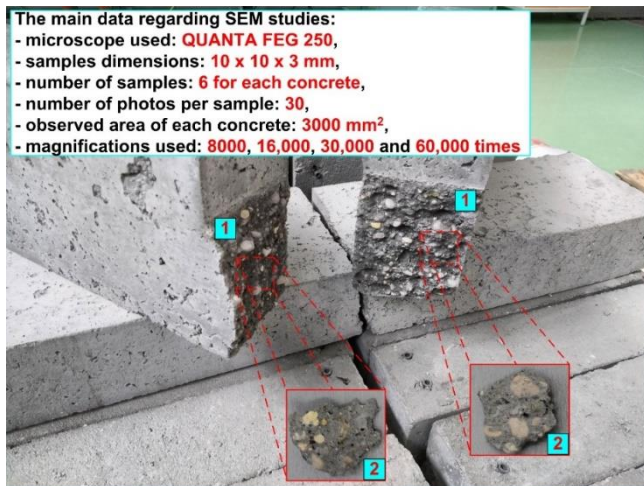 The main data regarding SEM studies:
- microscope used: QUANTA FEG 250,
- samples dimensions: 10 x 10 x 3 mm,
- number of samples: 6 for each concrete,
- number of photos per sample: 30,
- observed area of each concrete: 3000 mm²,
- magnifications used: 8000, 16,000, 30,000 and 60,000 times
1
1
2
2